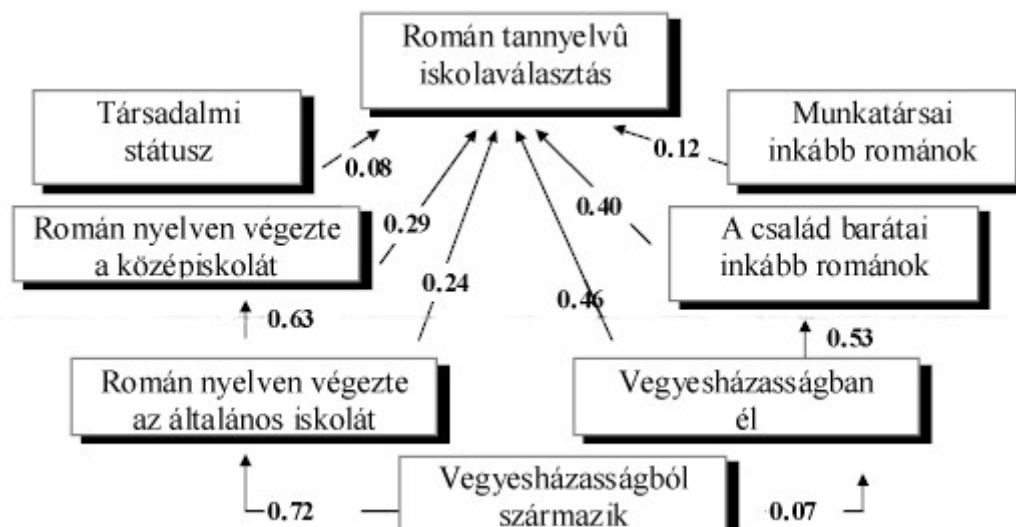 Román tannyelvû
iskolaválasztás
Társadalmi
státusz
Munkatársai
inkább románok
0.08
0.12
Román nyelven végezte
a középiskolát
0.29
0.40
A család barátai
inkább románok
0.24
0.46
0.63
0.53
Román nyelven végezte
az általános iskolát
Vegyesházasságban
él
Vegyesházasságból
származik
0.72
0.07